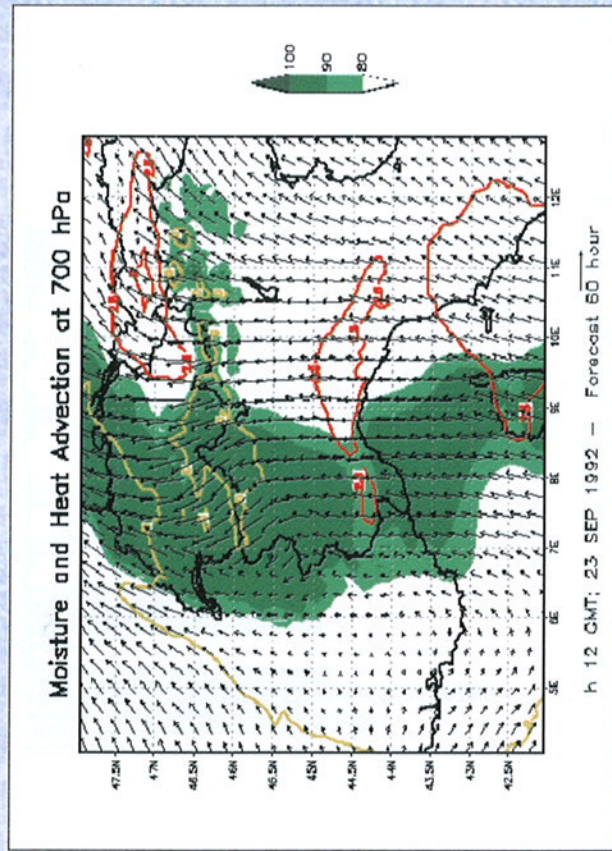 Moisture and Heat Advection at 700 hPa
100
90
80
47.5N
47N
46.5N
46N
45.5N
45N
44.5N
44N
43.5N
43N
42.5N
5E
6E
7E
8E
9E
10E
11E
12E
h 12 GMT; 23 SEP 1992 – Forecast 60 hour